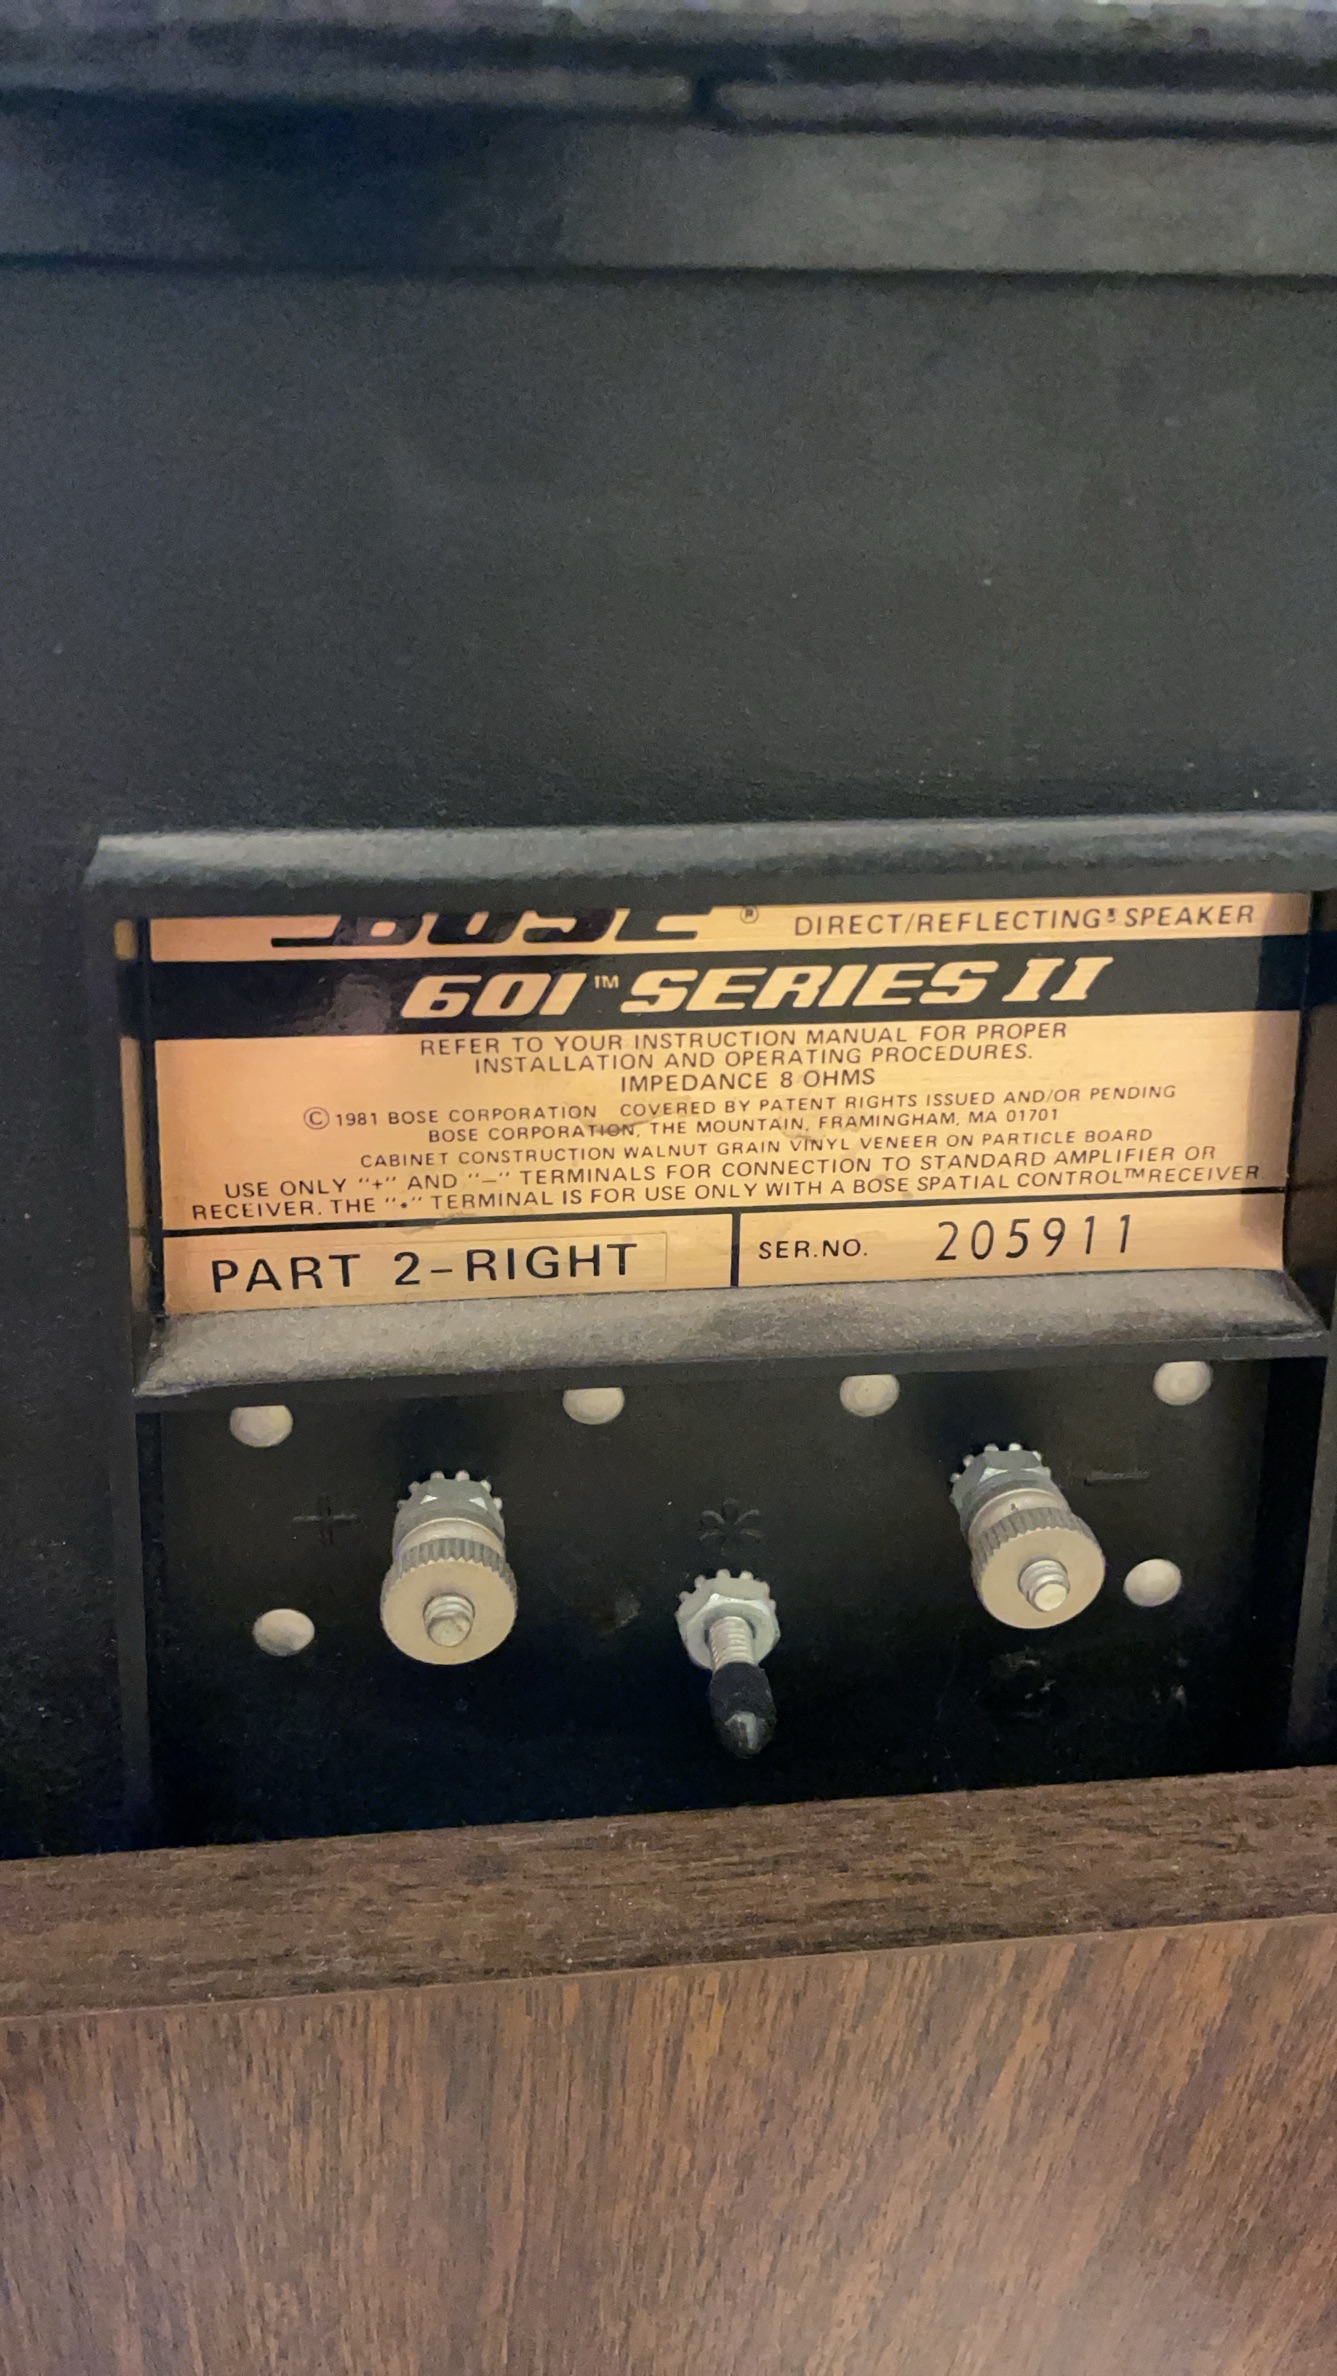 BOSE® DIRECT/REFLECTING® SPEAKER
601™ SERIES II
REFER TO YOUR INSTRUCTION MANUAL FOR PROPER
INSTALLATION AND OPERATING PROCEDURES.
IMPEDANCE 8 OHMS
© 1981 BOSE CORPORATION COVERED BY PATENT RIGHTS ISSUED AND/OR PENDING
BOSE CORPORATION, THE MOUNTAIN, FRAMINGHAM, MA 01701
CABINET CONSTRUCTION WALNUT GRAIN VINYL VENEER ON PARTICLE BOARD
USE ONLY "+" AND "–" TERMINALS FOR CONNECTION TO STANDARD AMPLIFIER OR
RECEIVER. THE "*" TERMINAL IS FOR USE ONLY WITH A BOSE SPATIAL CONTROL™ RECEIVER
PART 2-RIGHT
SER.NO. 205911
+ * –